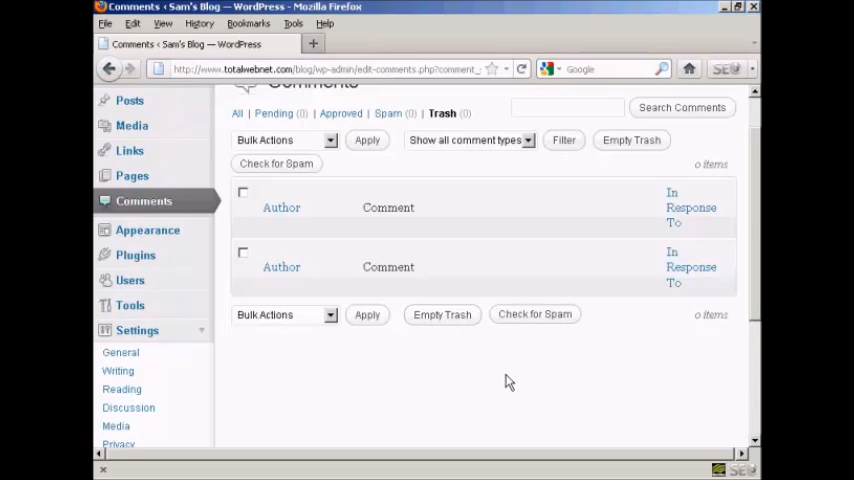 Comments ‹ Sam's Blog — WordPress - Mozilla Firefox
File Edit View History Bookmarks Tools Help
Comments ‹ Sam's Blog — WordPress
http://www.totalwebnet.com/blog/wp-admin/edit-comments.php?comment_
Google
SEO
Comments
All | Pending (0) | Approved | Spam (0) | Trash (0)
Search Comments
Bulk Actions Apply Show all comment types Filter Empty Trash
Check for Spam
0 items
Author Comment In Response To
Author Comment In Response To
Bulk Actions Apply Empty Trash Check for Spam 0 items
Posts
Media
Links
Pages
Comments
Appearance
Plugins
Users
Tools
Settings
General
Writing
Reading
Discussion
Media
Privacy
SEO